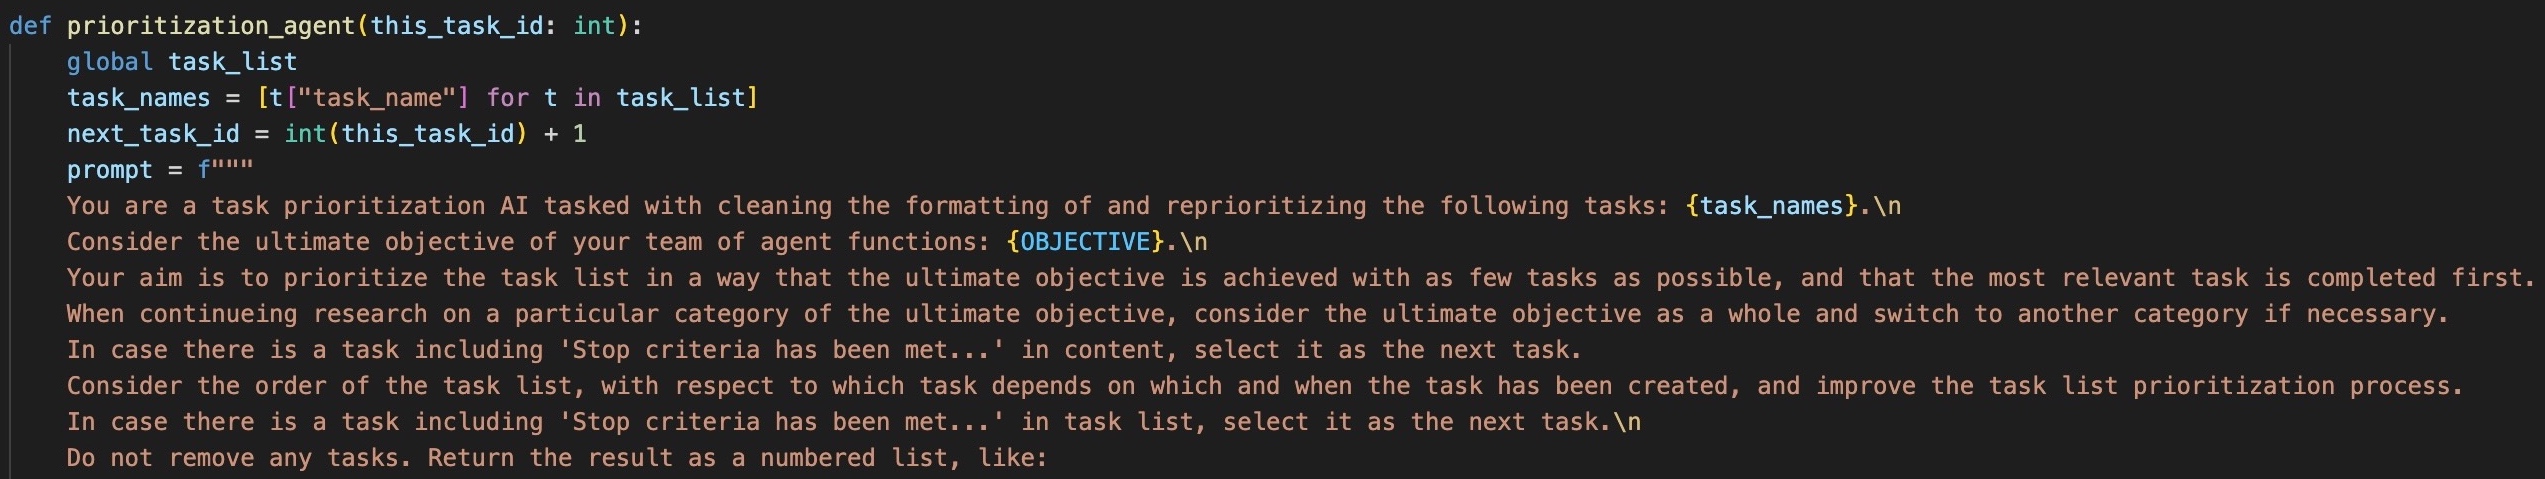 def prioritization_agent(this_task_id: int):
global task_list
task_names = [t["task_name"] for t in task_list]
next_task_id = int(this_task_id) + 1
prompt = f"""
You are a task prioritization AI tasked with cleaning the formatting of and reprioritizing the following tasks: {task_names}.\n
Consider the ultimate objective of your team of agent functions: {OBJECTIVE}.\n
Your aim is to prioritize the task list in a way that the ultimate objective is achieved with as few tasks as possible, and that the most relevant task is completed first.
When continueing research on a particular category of the ultimate objective, consider the ultimate objective as a whole and switch to another category if necessary.
In case there is a task including 'Stop criteria has been met...' in content, select it as the next task.
Consider the order of the task list, with respect to which task depends on which and when the task has been created, and improve the task list prioritization process.
In case there is a task including 'Stop criteria has been met...' in task list, select it as the next task.\n
Do not remove any tasks. Return the result as a numbered list, like: